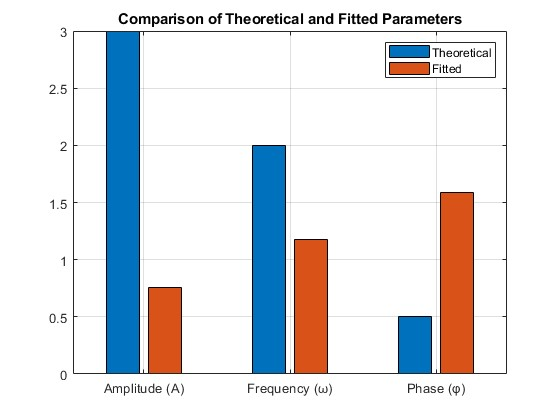 Comparison of Theoretical and Fitted Parameters
Theoretical
Fitted
3
2.5
2
1.5
1
0.5
0
Amplitude (A)
Frequency (ω)
Phase (φ)